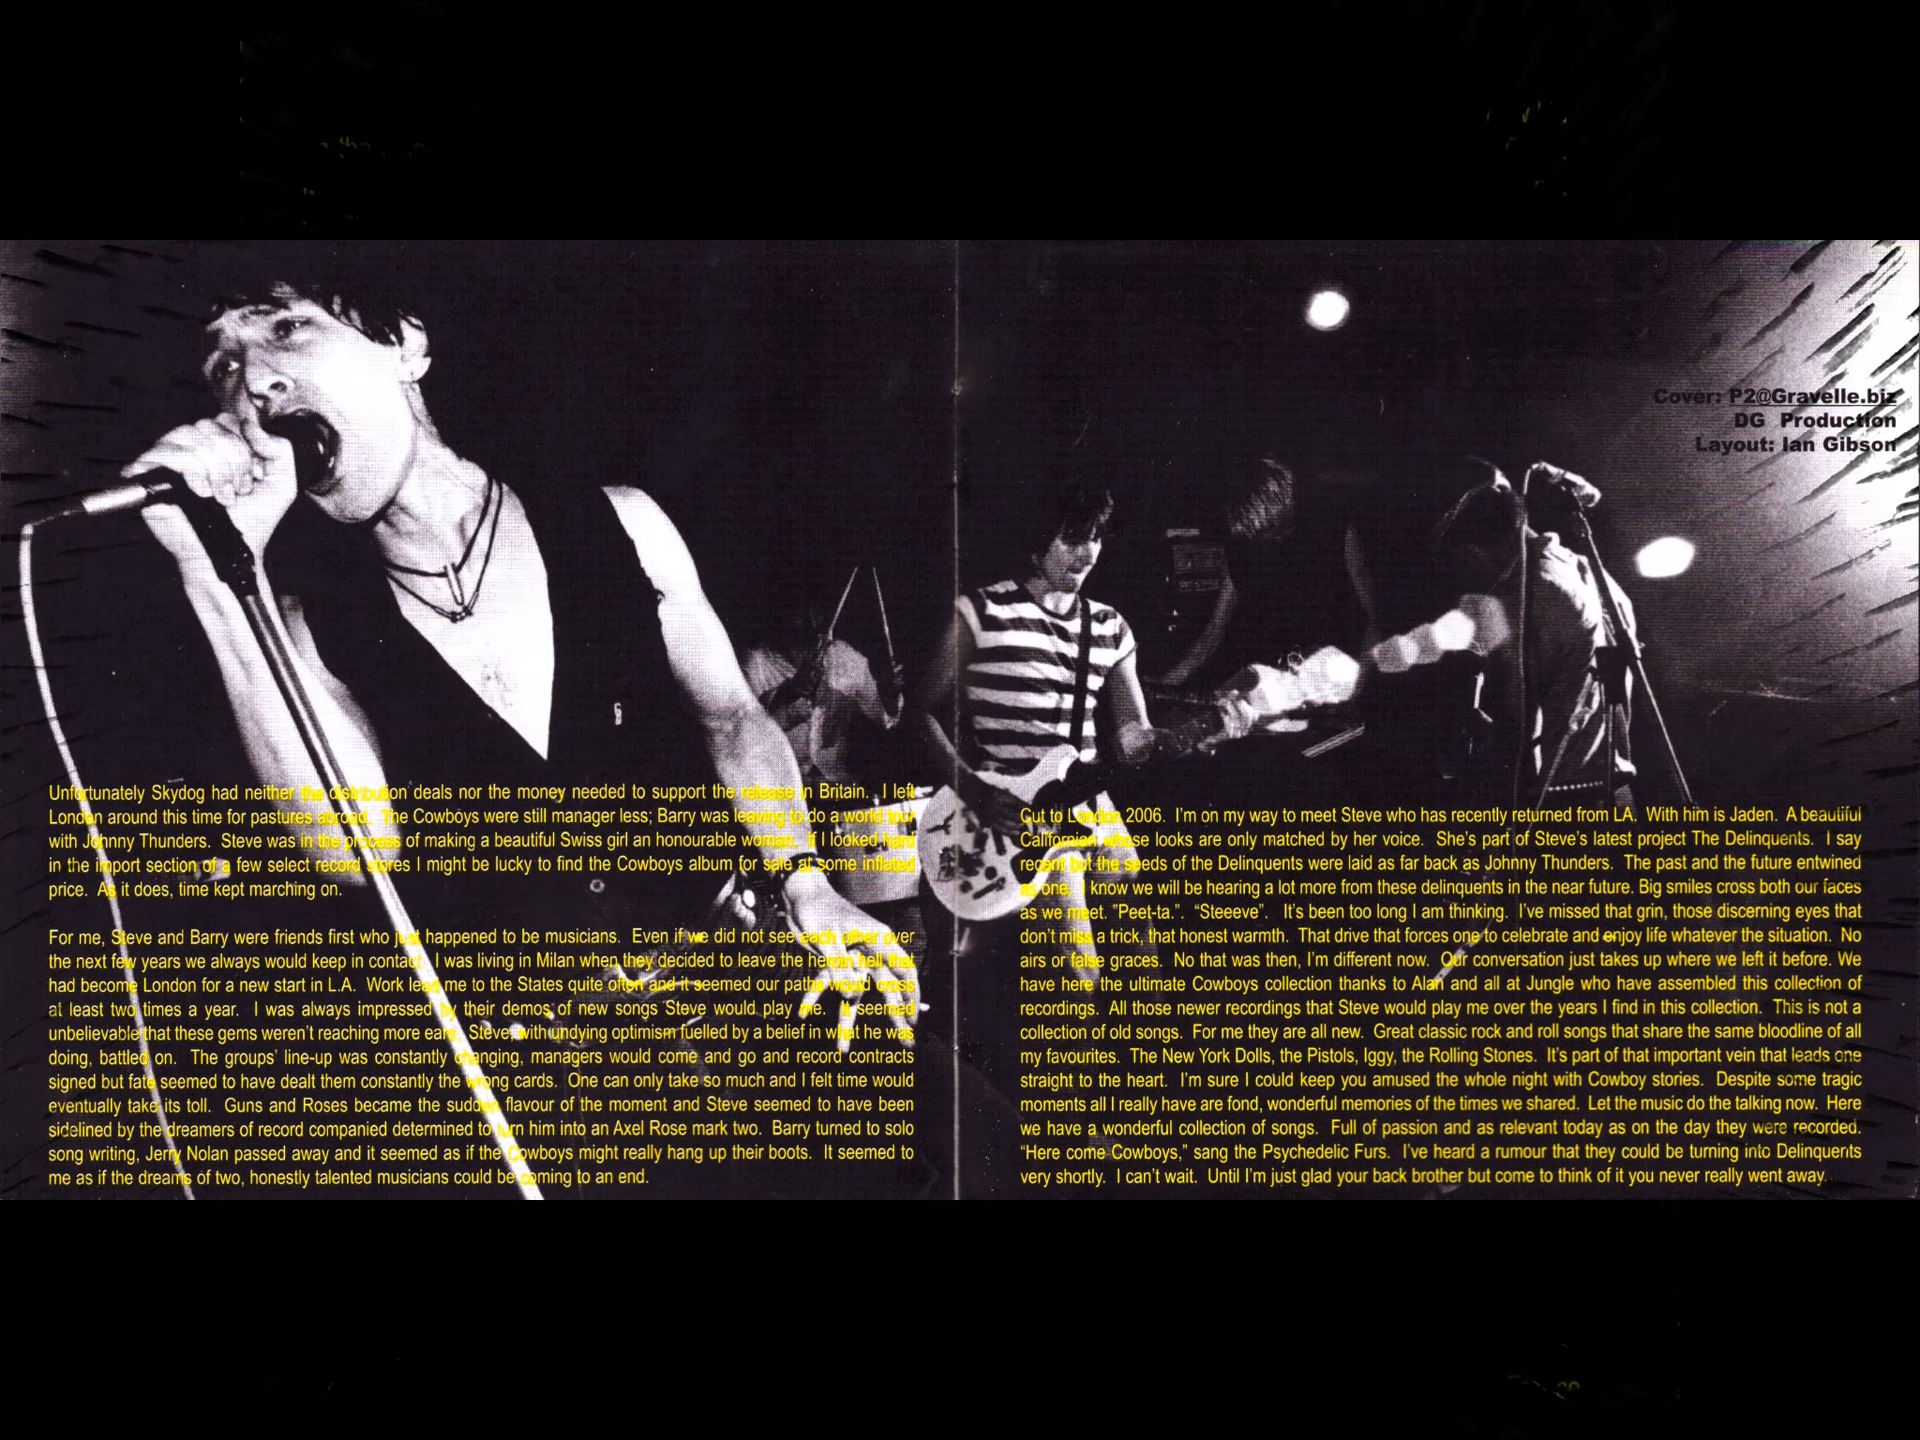 Unfortunately Skydog had neither the distribution deals nor the money needed to support the release in Britain. I left
London around this time for pastures abroad. The Cowboys were still manager less; Barry was leaving to do a world tour
with Johnny Thunders. Steve was in the process of making a beautiful Swiss girl an honourable woman. If I looked hard
in the import section of a few select record stores I might be lucky to find the Cowboys album for sale at some inflated
price. As it does, time kept marching on.
For me, Steve and Barry were friends first who just happened to be musicians. Even if we did not see each other over
the next few years we always would keep in contact. I was living in Milan when they decided to leave the heroin hell that
had become London for a new start in L.A. Work lead me to the States quite often and it seemed our paths would cross
at least two times a year. I was always impressed by their demos of new songs Steve would play me. It seemed
unbelievable that these gems weren't reaching more ears. Steve, with undying optimism fuelled by a belief in what he was
doing, battled on. The groups' line-up was constantly changing, managers would come and go and record contracts
signed but fate seemed to have dealt them constantly the wrong cards. One can only take so much and I felt time would
eventually take its toll. Guns and Roses became the sudden flavour of the moment and Steve seemed to have been
sidelined by the dreamers of record companied determined to turn him into an Axel Rose mark two. Barry turned to solo
song writing, Jerry Nolan passed away and it seemed as if the Cowboys might really hang up their boots. It seemed to
me as if the dreams of two, honestly talented musicians could be coming to an end.
Cover: P2@Gravelle.biz
DG Production
Layout: Ian Gibson
Cut to London 2006. I'm on my way to meet Steve who has recently returned from LA. With him is Jaden. A beautiful
Californian whose looks are only matched by her voice. She's part of Steve's latest project The Delinquents. I say
recent but the seeds of the Delinquents were laid as far back as Johnny Thunders. The past and the future entwined
as one. I know we will be hearing a lot more from these delinquents in the near future. Big smiles cross both our faces
as we meet. ”Peet-ta.”. “Steeeve”. It's been too long I am thinking. I've missed that grin, those discerning eyes that
don't miss a trick, that honest warmth. That drive that forces one to celebrate and enjoy life whatever the situation. No
airs or false graces. No that was then, I'm different now. Our conversation just takes up where we left it before. We
have here the ultimate Cowboys collection thanks to Alan and all at Jungle who have assembled this collection of
recordings. All those newer recordings that Steve would play me over the years I find in this collection. This is not a
collection of old songs. For me they are all new. Great classic rock and roll songs that share the same bloodline of all
my favourites. The New York Dolls, the Pistols, Iggy, the Rolling Stones. It's part of that important vein that leads one
straight to the heart. I'm sure I could keep you amused the whole night with Cowboy stories. Despite some tragic
moments all I really have are fond, wonderful memories of the times we shared. Let the music do the talking now. Here
we have a wonderful collection of songs. Full of passion and as relevant today as on the day they were recorded.
“Here come Cowboys,” sang the Psychedelic Furs. I've heard a rumour that they could be turning into Delinquents
very shortly. I can't wait. Until I'm just glad your back brother but come to think of it you never really went away.